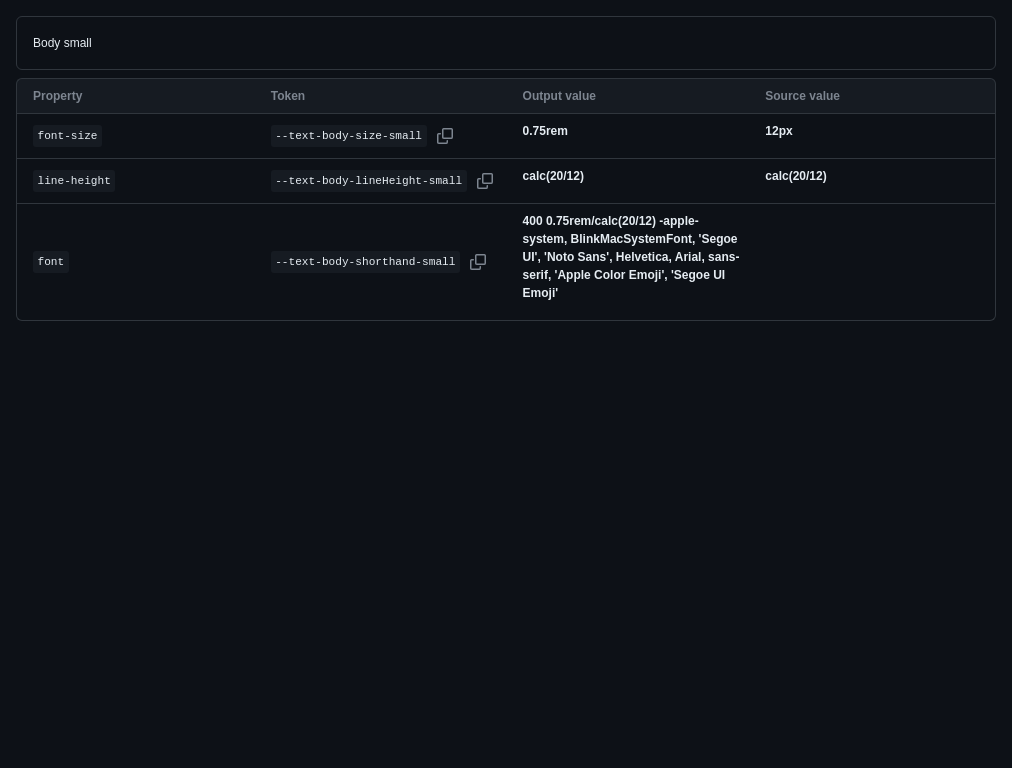 Body small
Property Token Output value Source value
font-size --text-body-size-small 0.75rem 12px
line-height --text-body-lineHeight-small calc(20/12) calc(20/12)
font --text-body-shorthand-small 400 0.75rem/calc(20/12) -apple-
system, BlinkMacSystemFont, 'Segoe
UI', 'Noto Sans', Helvetica, Arial, sans-
serif, 'Apple Color Emoji', 'Segoe UI
Emoji'